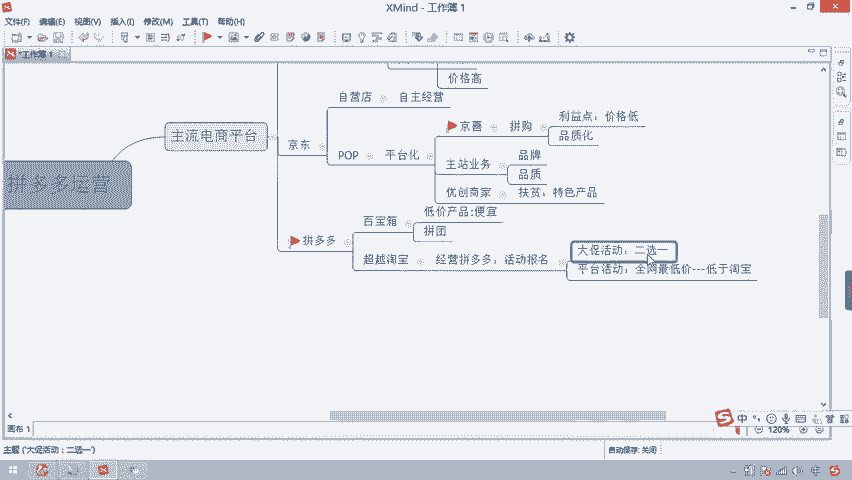 XMind - 工作簿 1
文件(F) 编辑(E) 视图(V) 插入(I) 修改(M) 工具(T) 帮助(H)
*工作簿 1
价格高
自营店 自主经营
利益点：价格低
京喜 拼购
品质化
主流电商平台
京东
POP 平台化
品牌
主站业务
品质
拼多多运营
优创商家 扶贫：特色产品
低价产品:便宜
百宝箱
拼团
拼多多
大促活动：二选一
超越淘宝 经营拼多多：活动报名
平台活动：全网最低价---低于淘宝
画布 1
中
120%
主题 ('大促活动：二选一')
自动保存: 关闭
中